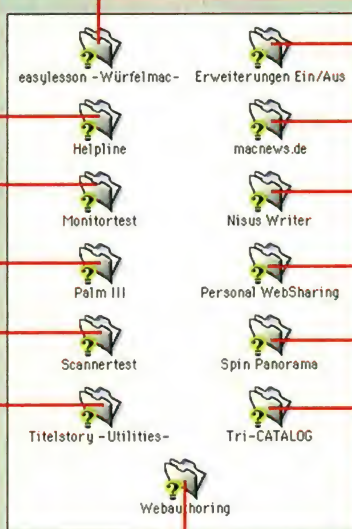 easylesson -Würfelmac- Erweiterungen Ein/Aus
Helpline macnews.de
Monitortest Nisus Writer
Palm III Personal WebSharing
Scannertest Spin Panorama
Titelstory -Utilities- Tri-CATALOG
Webauthoring